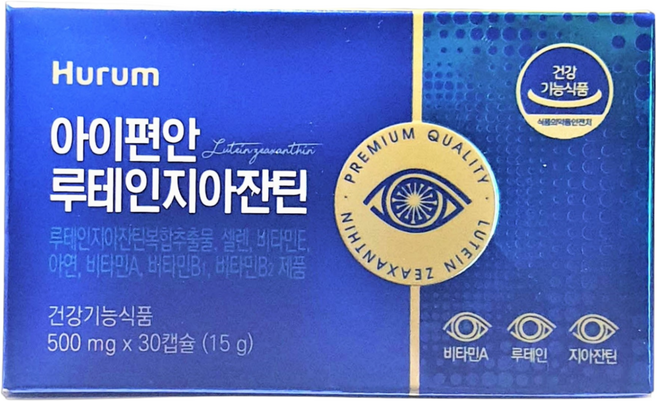 Hurum
아이편안
Lutein zeaxanthin
루테인지아잔틴
루테인지아잔틴복합추출물, 셀렌, 비타민E,
아연, 비타민A, 비타민B1, 비타민B2 제품
건강기능식품
500 mg x 30캡슐 (15 g)
PREMIUM QUALITY · LUTEIN ZEAXANTHIN ·
건강
기능식품
식품의약품안전처
비타민A
루테인
지아잔틴